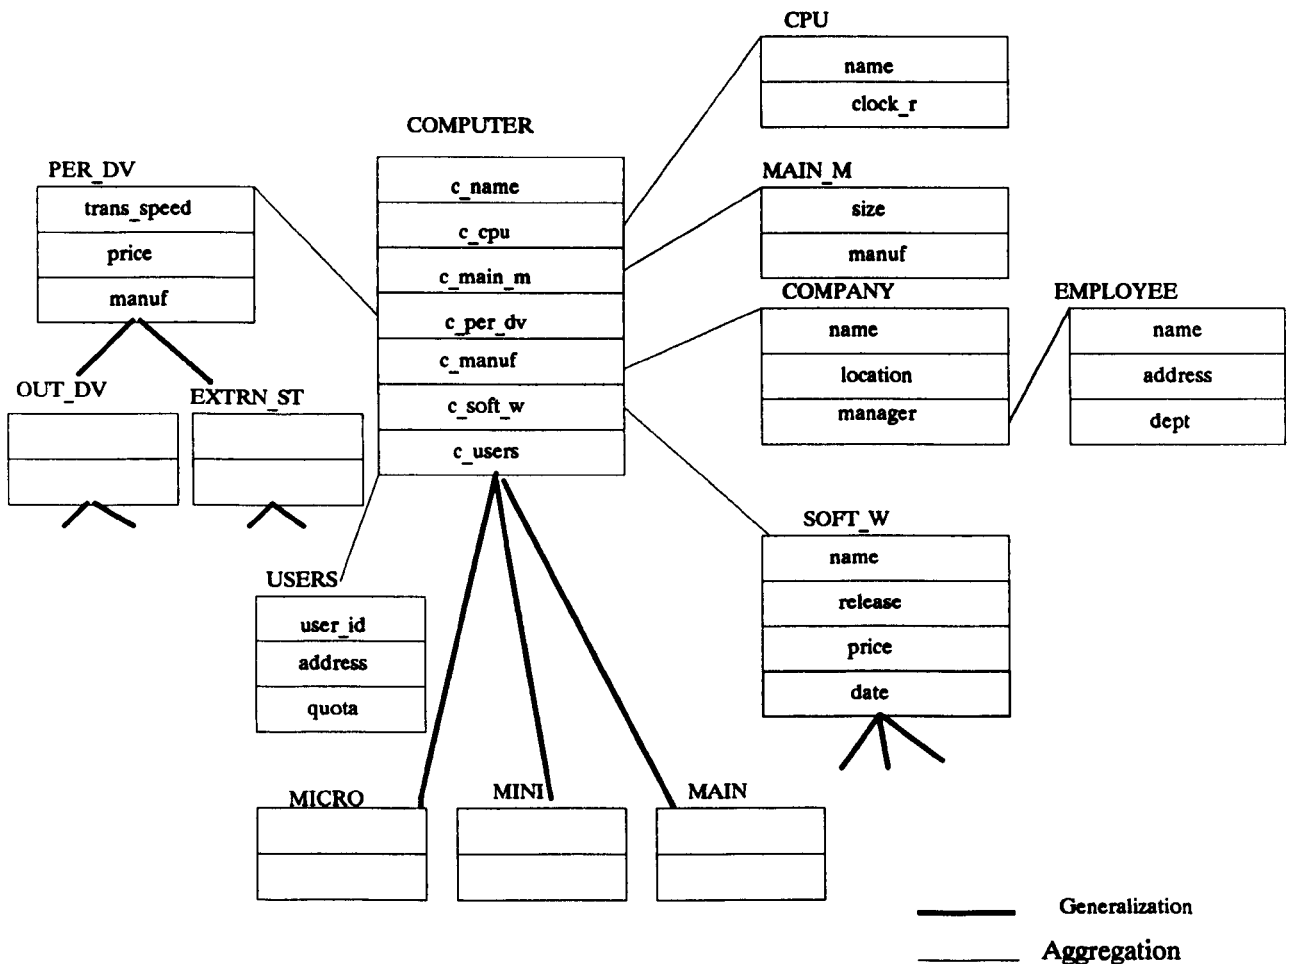 CPU
name
clock_r
COMPUTER
c_name
c_cpu
c_main_m
c_per_dv
c_manuf
c_soft_w
c_users
PER_DV
trans_speed
price
manuf
MAIN_M
size
manuf
COMPANY
name
location
manager
EMPLOYEE
name
address
dept
OUT_DV
EXTRN_ST
SOFT_W
name
release
price
date
USERS
user_id
address
quota
MICRO
MINI
MAIN
Generalization
Aggregation